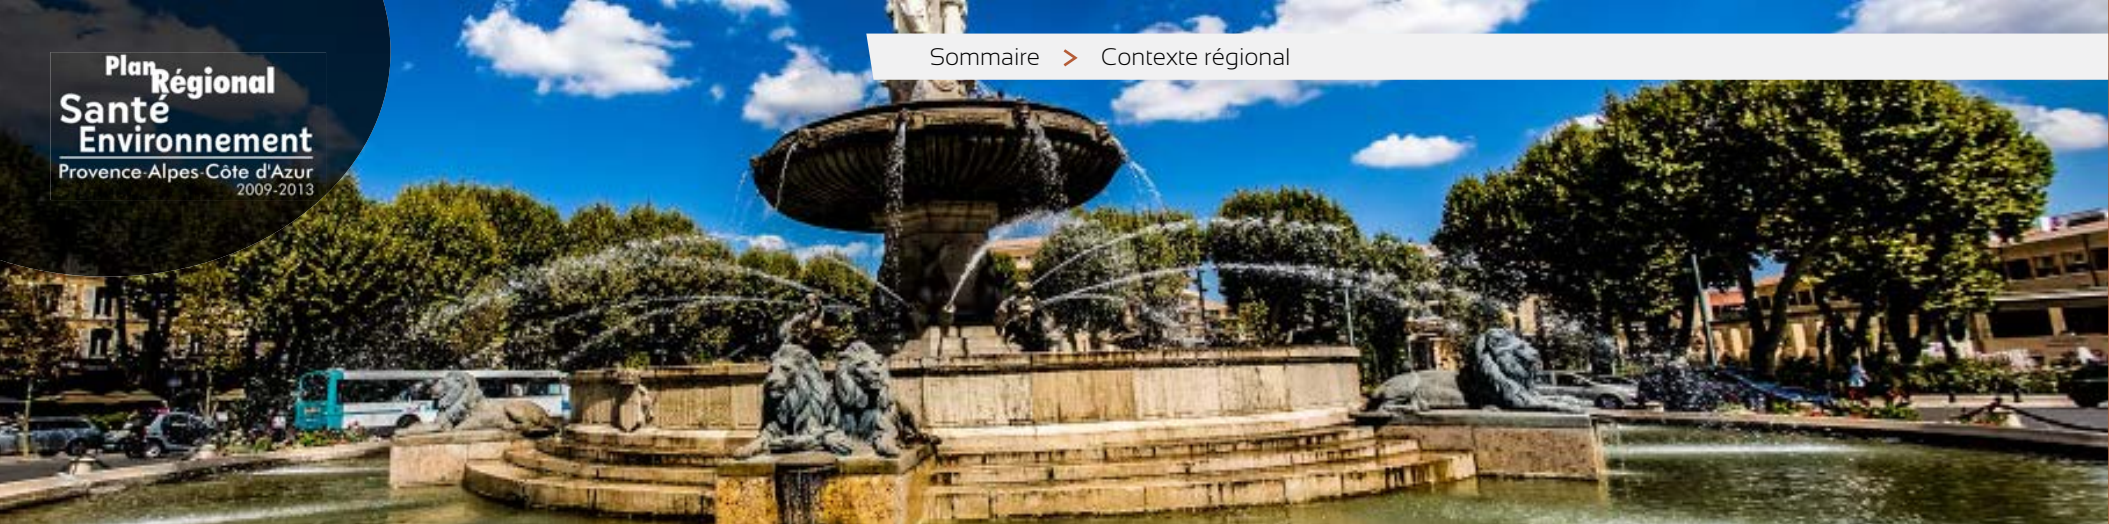 Plan
Régional
Santé
Environnement
Provence-Alpes-Côte d'Azur
2009-2013
Sommaire > Contexte régional